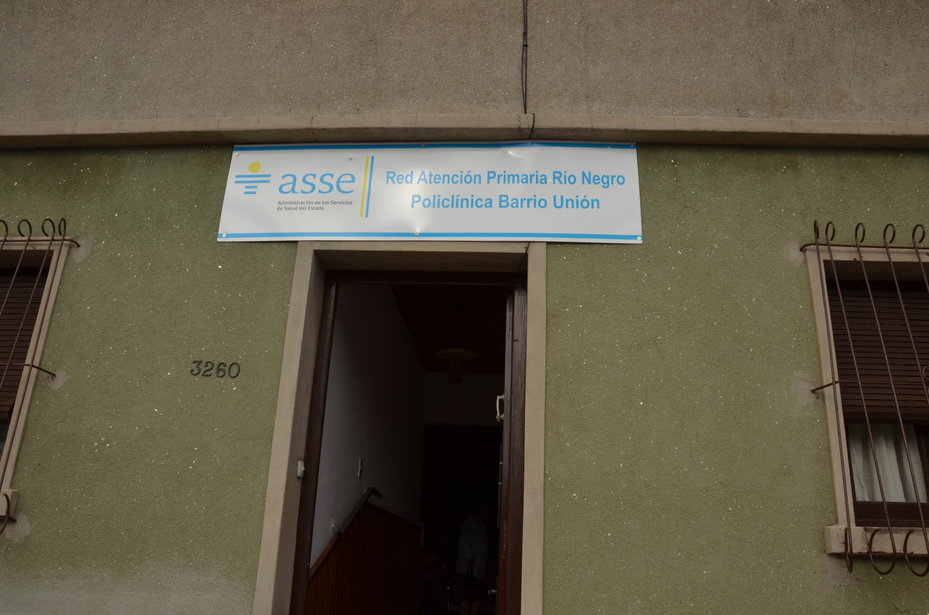 asse
Administración de los Servicios
de Salud del Estado
Red Atención Primaria Río Negro
Policlínica Barrio Unión
3260